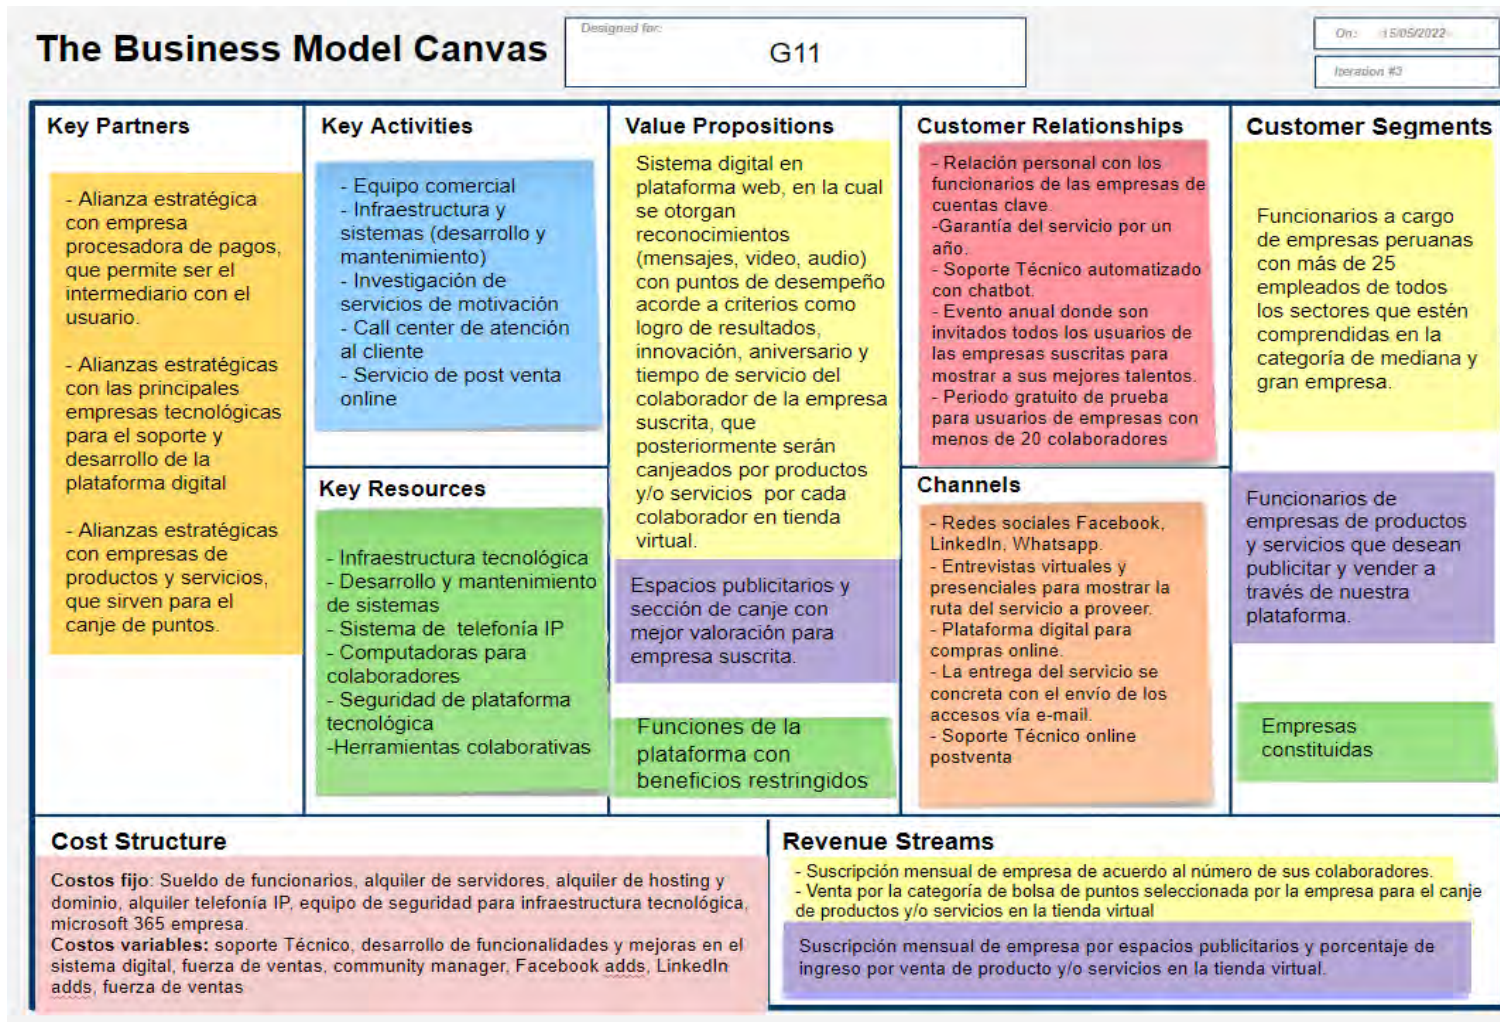 The Business Model Canvas
Designed for:
G11
On: 15/05/2022
Iteration #3
Key Partners
- Alianza estratégica
con empresa
procesadora de pagos,
que permite ser el
intermediario con el
usuario.
- Alianzas estratégicas
con las principales
empresas tecnológicas
para el soporte y
desarrollo de la
plataforma digital
- Alianzas estratégicas
con empresas de
productos y servicios,
que sirven para el
canje de puntos.
Key Activities
- Equipo comercial
- Infraestructura y
sistemas (desarrollo y
mantenimiento)
- Investigación de
servicios de motivación
- Call center de atención
al cliente
- Servicio de post venta
online
Key Resources
- Infraestructura tecnológica
- Desarrollo y mantenimiento
de sistemas
- Sistema de telefonía IP
- Computadoras para
colaboradores
- Seguridad de plataforma
tecnológica
-Herramientas colaborativas
Value Propositions
Sistema digital en
plataforma web, en la cual
se otorgan
reconocimientos
(mensajes, video, audio)
con puntos de desempeño
acorde a criterios como
logro de resultados,
innovación, aniversario y
tiempo de servicio del
colaborador de la empresa
suscrita, que
posteriormente serán
canjeados por productos
y/o servicios por cada
colaborador en tienda
virtual.
Espacios publicitarios y
sección de canje con
mejor valoración para
empresa suscrita.
Funciones de la
plataforma con
beneficios restringidos
Customer Relationships
- Relación personal con los
funcionarios de las empresas de
cuentas clave.
-Garantía del servicio por un
año.
- Soporte Técnico automatizado
con chatbot.
- Evento anual donde son
invitados todos los usuarios de
las empresas suscritas para
mostrar a sus mejores talentos.
- Periodo gratuito de prueba
para usuarios de empresas con
menos de 20 colaboradores
Channels
- Redes sociales Facebook,
LinkedIn, Whatsapp.
- Entrevistas virtuales y
presenciales para mostrar la
ruta del servicio a proveer.
- Plataforma digital para
compras online.
- La entrega del servicio se
concreta con el envío de los
accesos vía e-mail.
- Soporte Técnico online
postventa
Customer Segments
Funcionarios a cargo
de empresas peruanas
con más de 25
empleados de todos
los sectores que estén
comprendidas en la
categoría de mediana y
gran empresa.
Funcionarios de
empresas de productos
y servicios que desean
publicitar y vender a
través de nuestra
plataforma.
Empresas
constituidas
Cost Structure
Costos fijo: Sueldo de funcionarios, alquiler de servidores, alquiler de hosting y
dominio, alquiler telefonía IP, equipo de seguridad para infraestructura tecnológica,
microsoft 365 empresa.
Costos variables: soporte Técnico, desarrollo de funcionalidades y mejoras en el
sistema digital, fuerza de ventas, community manager, Facebook adds, LinkedIn
adds, fuerza de ventas
Revenue Streams
- Suscripción mensual de empresa de acuerdo al número de sus colaboradores.
- Venta por la categoría de bolsa de puntos seleccionada por la empresa para el canje
de productos y/o servicios en la tienda virtual
Suscripción mensual de empresa por espacios publicitarios y porcentaje de
ingreso por venta de producto y/o servicios en la tienda virtual.